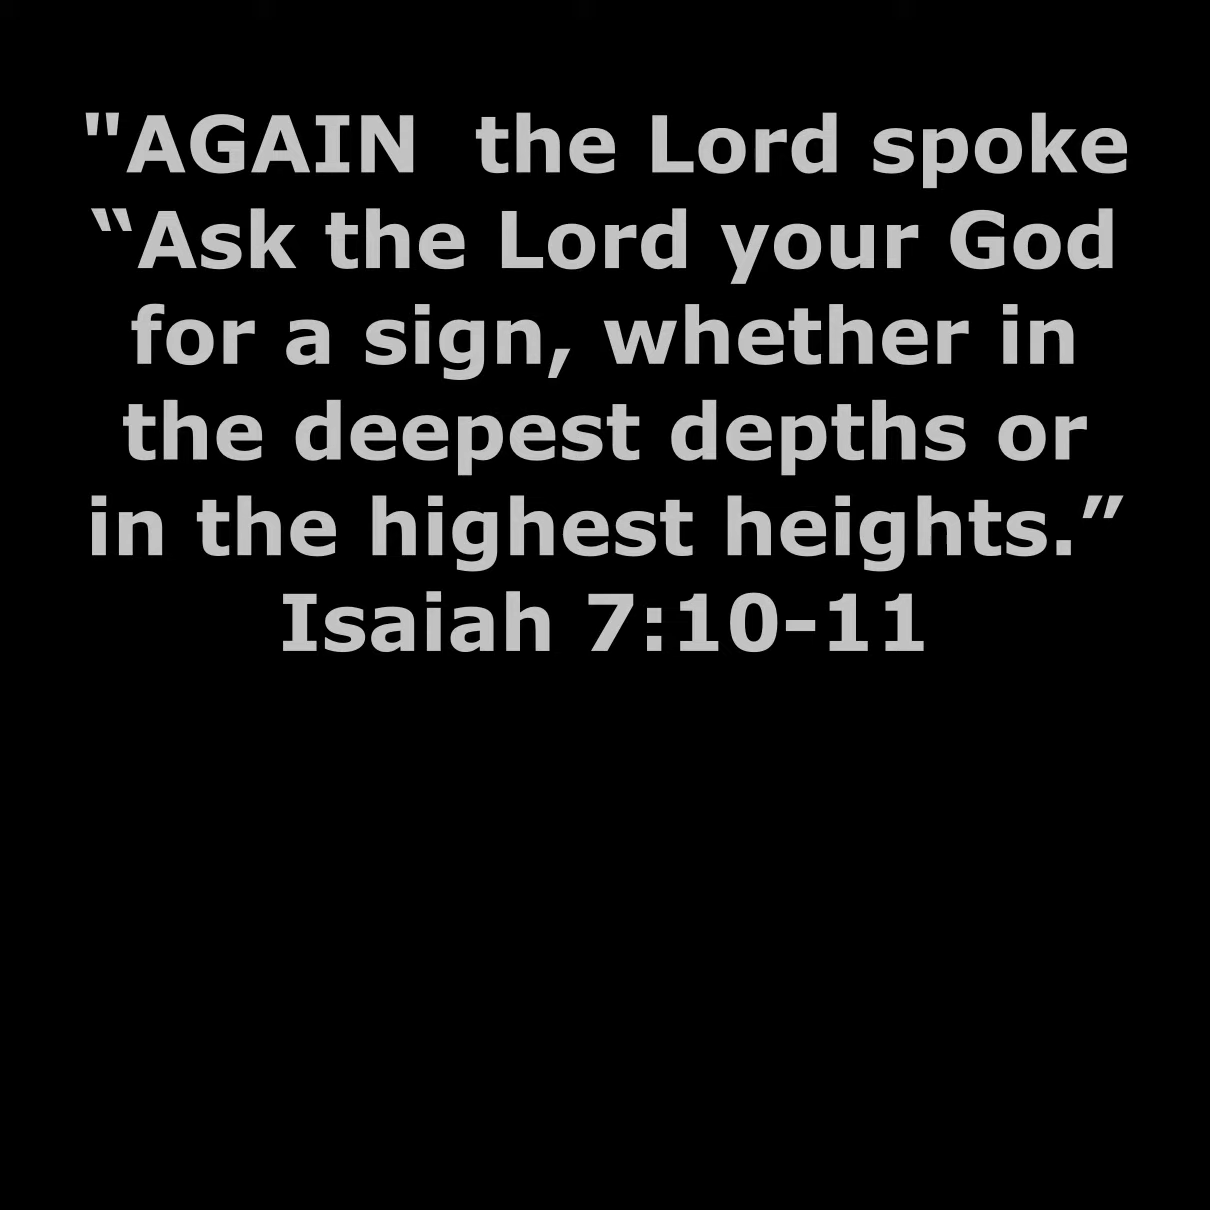 "AGAIN  the Lord spoke
“Ask the Lord your God
for a sign, whether in
the deepest depths or
in the highest heights.”
Isaiah 7:10-11